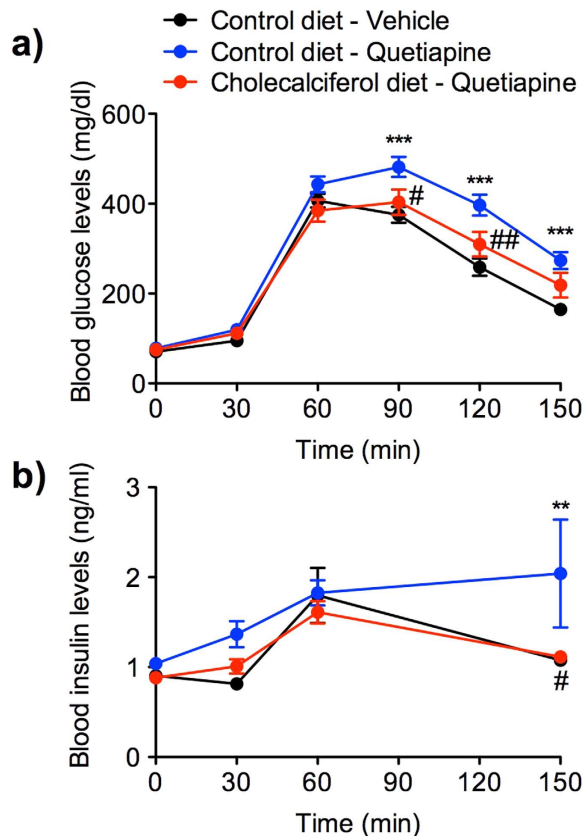 Control diet - Vehicle
a)
Control diet - Quetiapine
Cholecalciferol diet - Quetiapine
Blood glucose levels (mg/dl)
600
400
200
0
***
#
***
##
***
0 30 60 90 120 150
Time (min)
b)
Blood insulin levels (ng/ml)
3
2
1
0
**
#
0 30 60 90 120 150
Time (min)